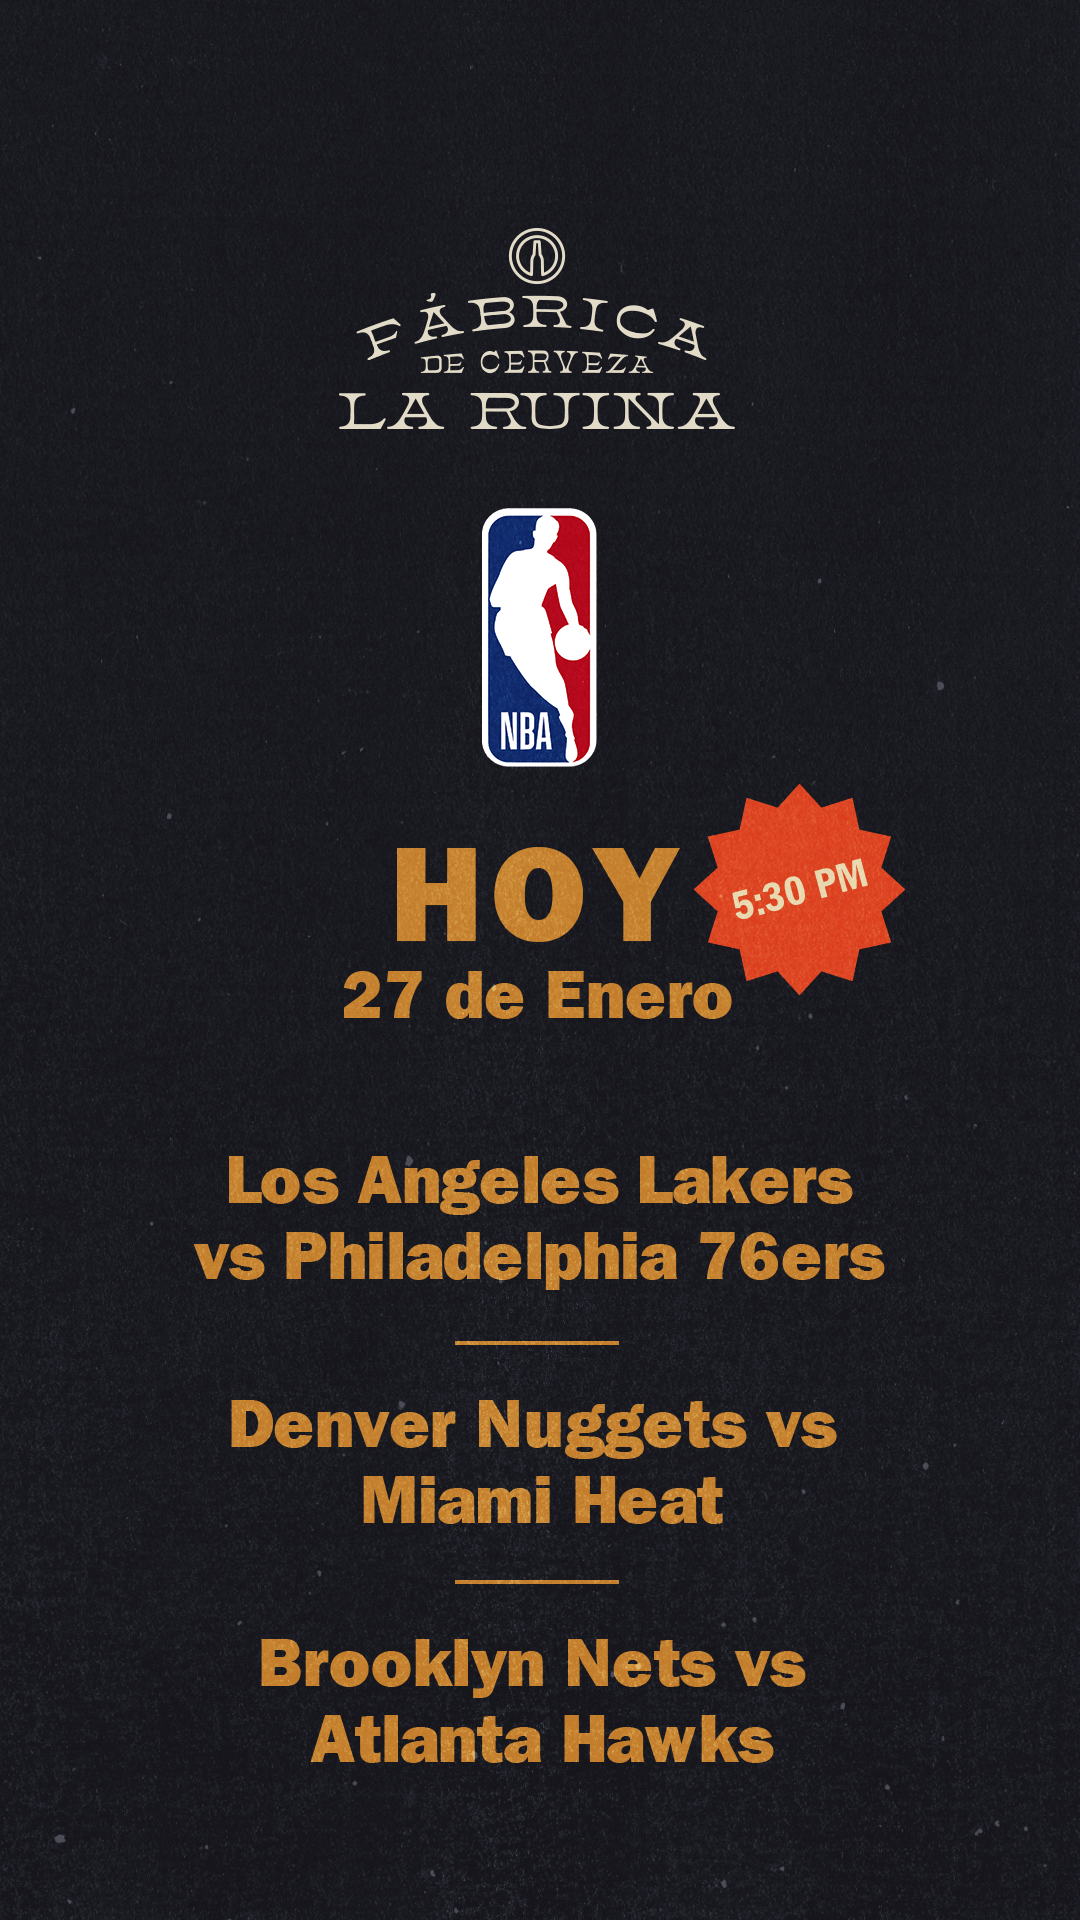 FÁBRICA
DE CERVEZA
LA RUINA
NBA
HOY
5:30 PM
27 de Enero
Los Angeles Lakers
vs Philadelphia 76ers
Denver Nuggets vs
Miami Heat
Brooklyn Nets vs
Atlanta Hawks